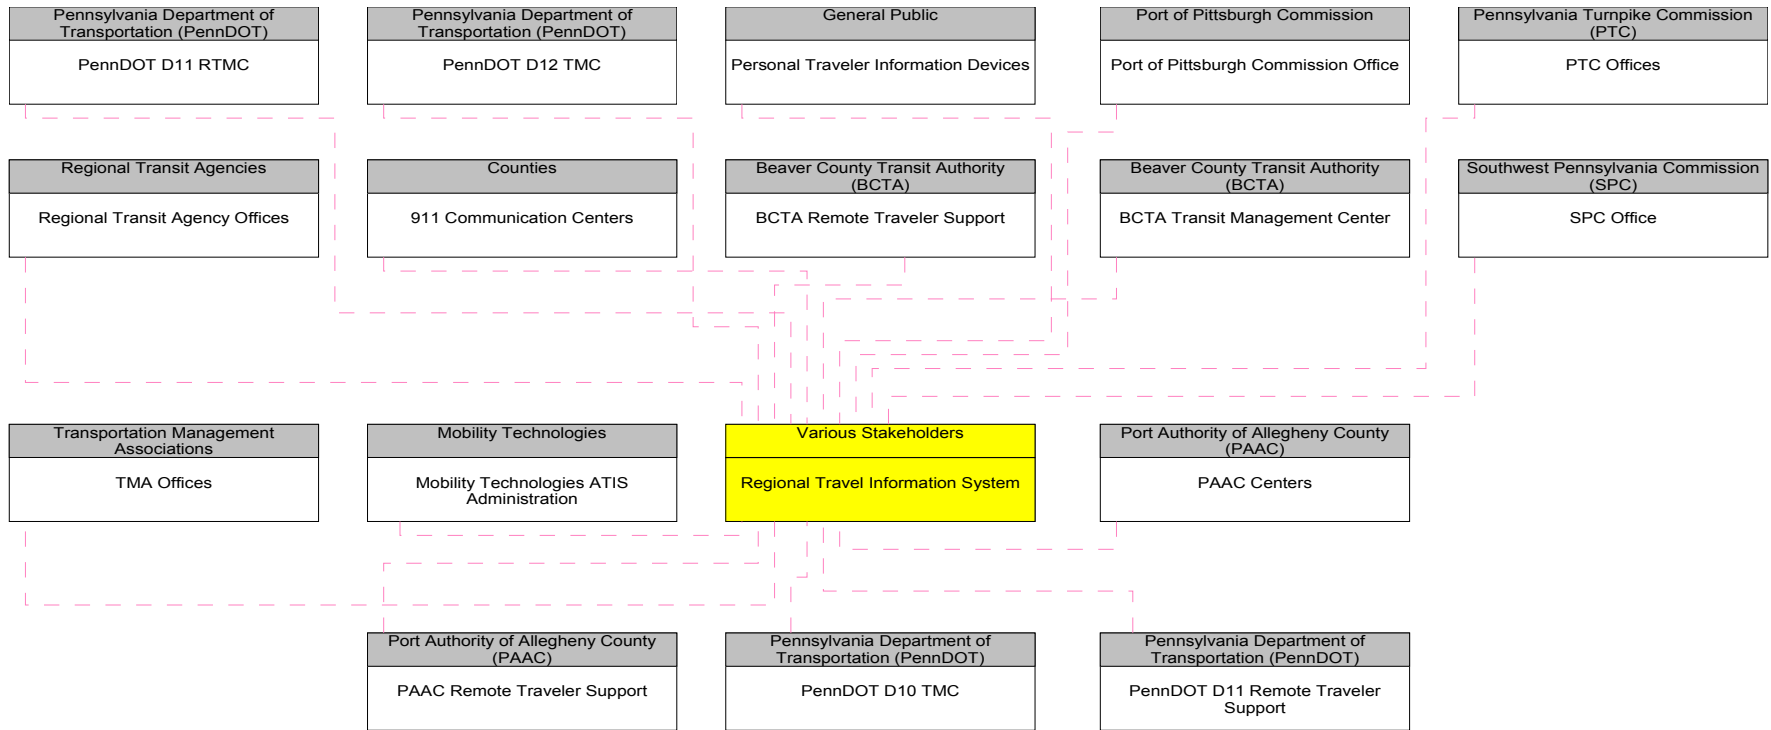 Pennsylvania Department of
Transportation (PennDOT)
PennDOT D11 RTMC
Pennsylvania Department of
Transportation (PennDOT)
PennDOT D12 TMC
General Public
Personal Traveler Information Devices
Port of Pittsburgh Commission
Port of Pittsburgh Commission Office
Pennsylvania Turnpike Commission
(PTC)
PTC Offices
Regional Transit Agencies
Regional Transit Agency Offices
Counties
911 Communication Centers
Beaver County Transit Authority
(BCTA)
BCTA Remote Traveler Support
Beaver County Transit Authority
(BCTA)
BCTA Transit Management Center
Southwest Pennsylvania Commission
(SPC)
SPC Office
Transportation Management
Associations
TMA Offices
Mobility Technologies
Mobility Technologies ATIS
Administration
Various Stakeholders
Regional Travel Information System
Port Authority of Allegheny County
(PAAC)
PAAC Centers
Port Authority of Allegheny County
(PAAC)
PAAC Remote Traveler Support
Pennsylvania Department of
Transportation (PennDOT)
PennDOT D10 TMC
Pennsylvania Department of
Transportation (PennDOT)
PennDOT D11 Remote Traveler
Support